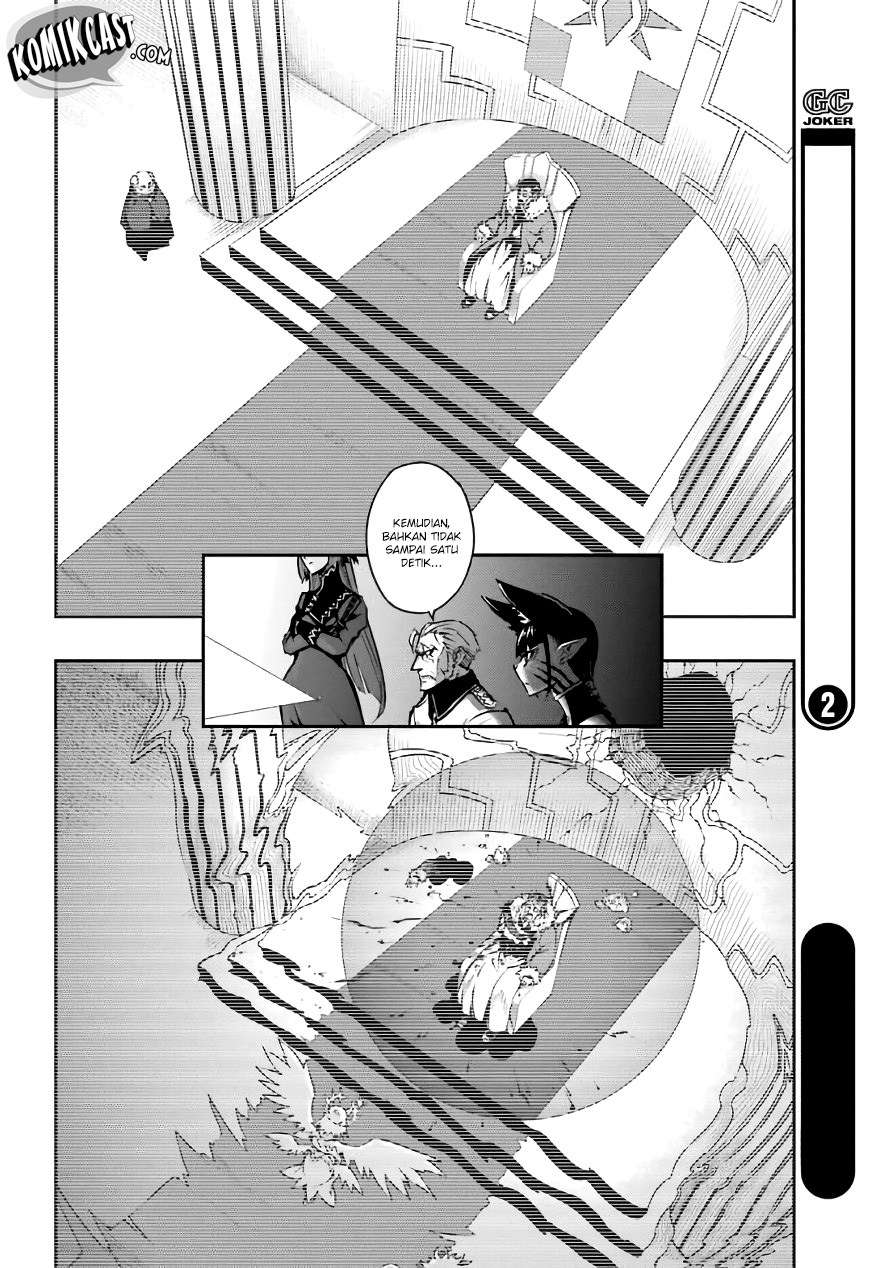 KOMIKCAST
.COM
GC
JOKER
KEMUDIAN,
BAHKAN TIDAK
SAMPAI SATU
DETIK...
2